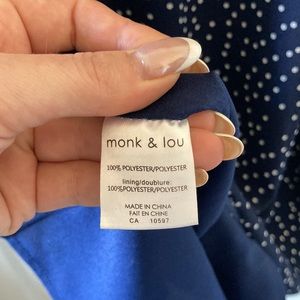 monk & lou
100% POLYESTER/POLYESTER
lining/doublure:
100%POLYESTER/POLYESTER
MADE IN CHINA
FAIT EN CHINE
CA 10597